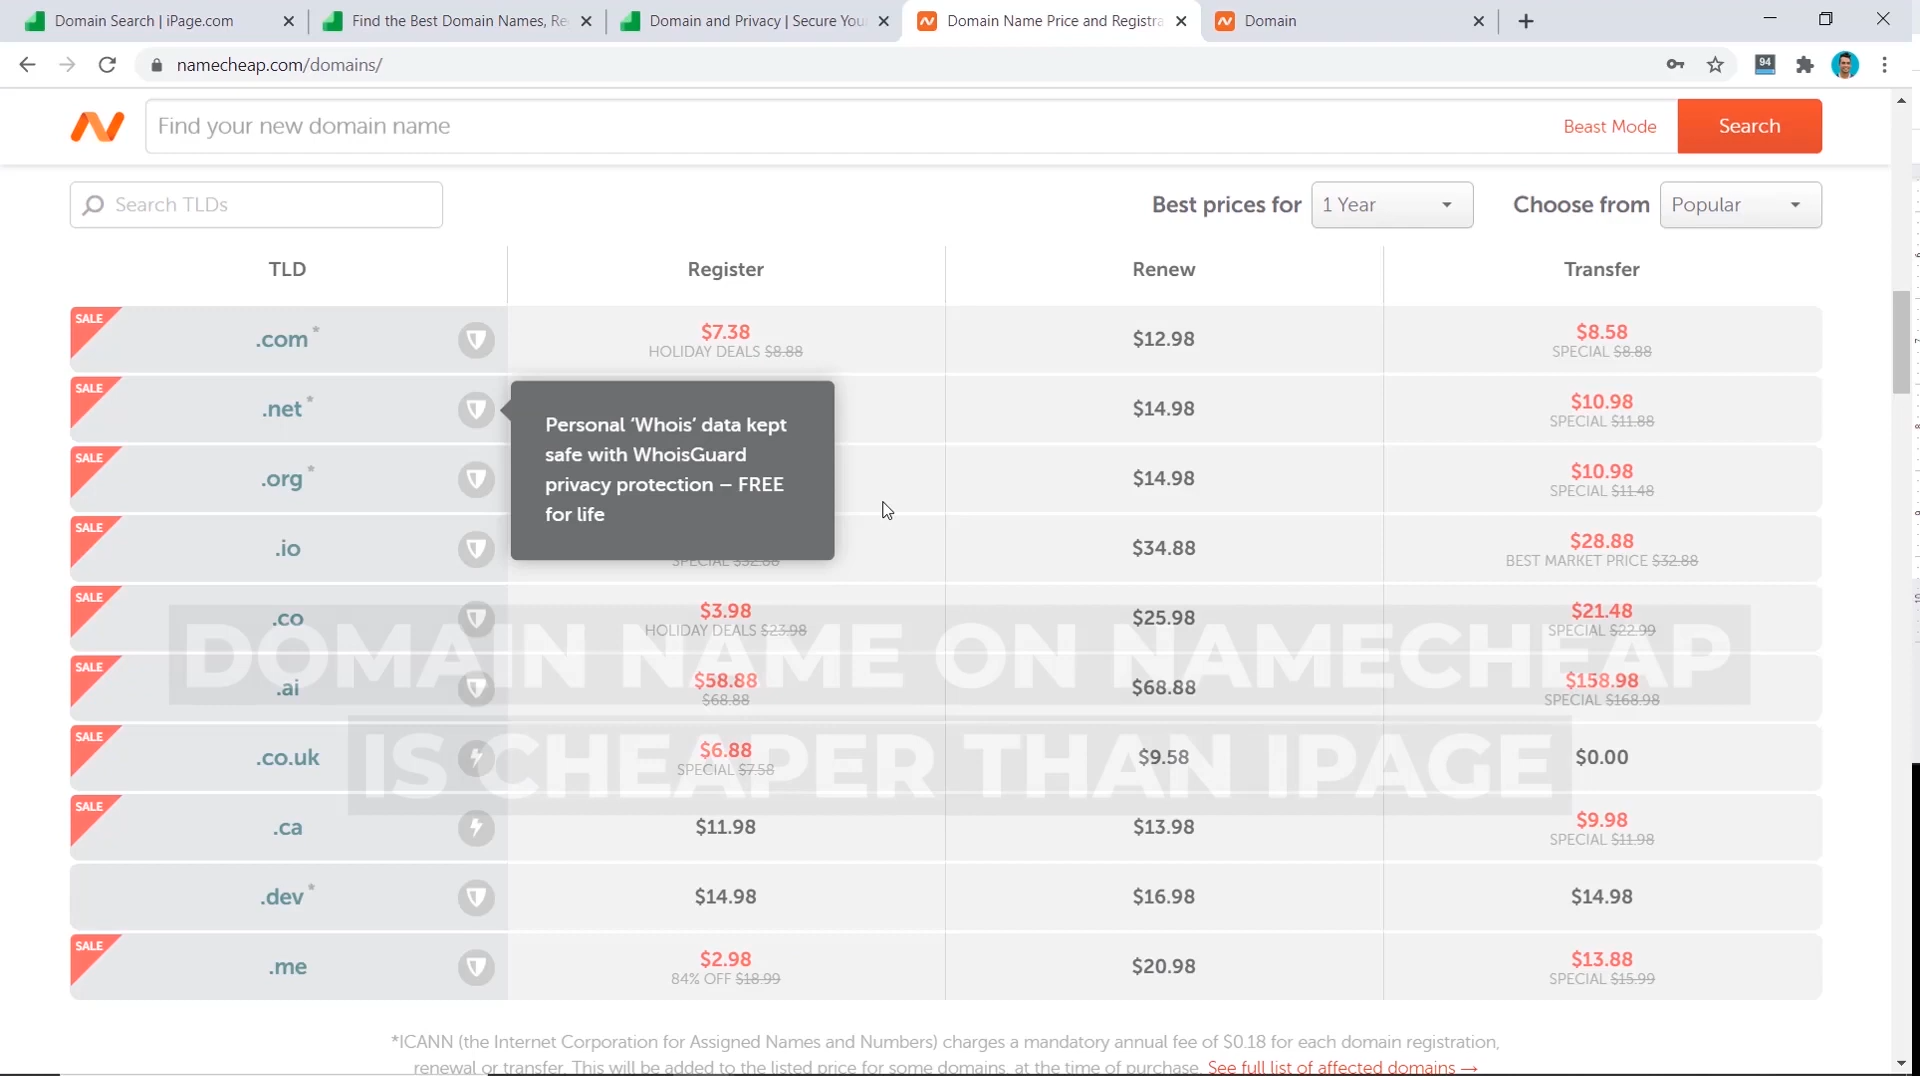 Domain Search | iPage.com
Find the Best Domain Names, Re
Domain and Privacy | Secure You
Domain Name Price and Registra
Domain
namecheap.com/domains/
94
Find your new domain name
Beast Mode
Search
Search TLDs
Best prices for
1 Year
Choose from
Popular
TLD Register Renew Transfer
SALE
.com*
$7.38
HOLIDAY DEALS $8.88
$12.98
$8.58
SPECIAL $8.88
SALE
.net*
$14.98
$10.98
SPECIAL $11.88
Personal ‘Whois’ data kept
safe with WhoisGuard
privacy protection – FREE
for life
SALE
.org*
$14.98
$10.98
SPECIAL $11.48
SALE
.io
SPECIAL $32.88
$34.88
$28.88
BEST MARKET PRICE $32.88
SALE
.co
$3.98
HOLIDAY DEALS $23.98
$25.98
$21.48
SPECIAL $22.99
DOMAIN NAME ON NAMECHEAP
SALE
.ai
$58.88
$68.88
$68.88
$158.98
SPECIAL $168.98
IS CHEAPER THAN IPAGE
SALE
.co.uk
$6.88
SPECIAL $7.58
$9.58
$0.00
SALE
.ca
$11.98
$13.98
$9.98
SPECIAL $11.98
.dev*
$14.98
$16.98
$14.98
SALE
.me
$2.98
84% OFF $18.99
$20.98
$13.88
SPECIAL $15.99
*ICANN (the Internet Corporation for Assigned Names and Numbers) charges a mandatory annual fee of $0.18 for each domain registration,
renewal or transfer. This will be added to the listed price for some domains, at the time of purchase. See full list of affected domains →